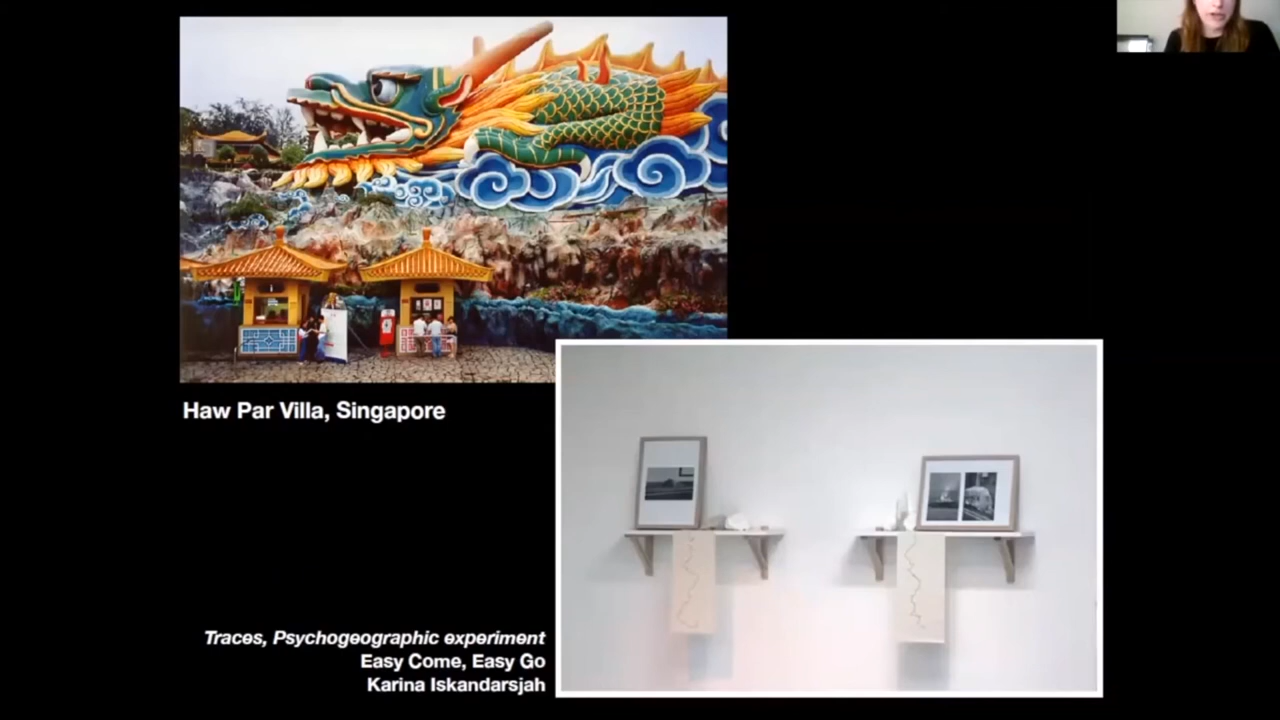 Haw Par Villa, Singapore
Traces, Psychogeographic experiment
Easy Come, Easy Go
Karina Iskandarsjah